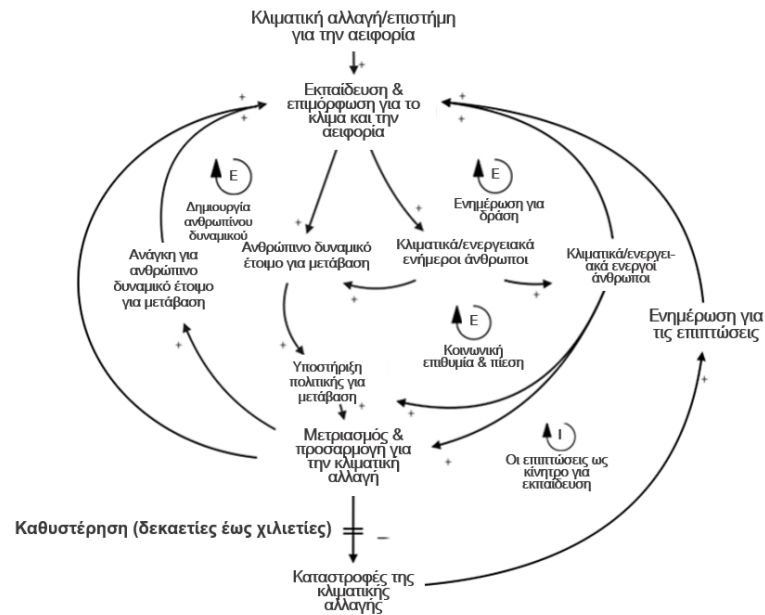 Κλιματική αλλαγή/επιστήμη
για την αειφορία
+
Εκπαίδευση &
επιμόρφωση για το
κλίμα και την
αειφορία
+
+
+
+
Ε
Δημιουργία
ανθρωπίνου
δυναμικού
Ε
Ενημέρωση για
δράση
+
+
Ανάγκη για
ανθρώπινο
δυναμικό έτοιμο
για μετάβαση
Ανθρώπινο δυναμικό
έτοιμο για μετάβαση
Κλιματικά/ενεργειακά
ενήμεροι άνθρωποι
Κλιματικά/ενεργει-
ακά ενεργοί
άνθρωποι
+
+
Ενημέρωση για
τις επιπτώσεις
Ε
Κοινωνική
επιθυμία & πίεση
+
+
+
Υποστήριξη
πολιτικής για
μετάβαση
+
+
Μετριασμός &
προσαρμογή για
την κλιματική
αλλαγή
+
Ι
Οι επιπτώσεις ως
κίνητρο για
εκπαίδευση
Καθυστέρηση (δεκαετίες έως χιλιετίες)
–
Καταστροφές της
κλιματικής
αλλαγής